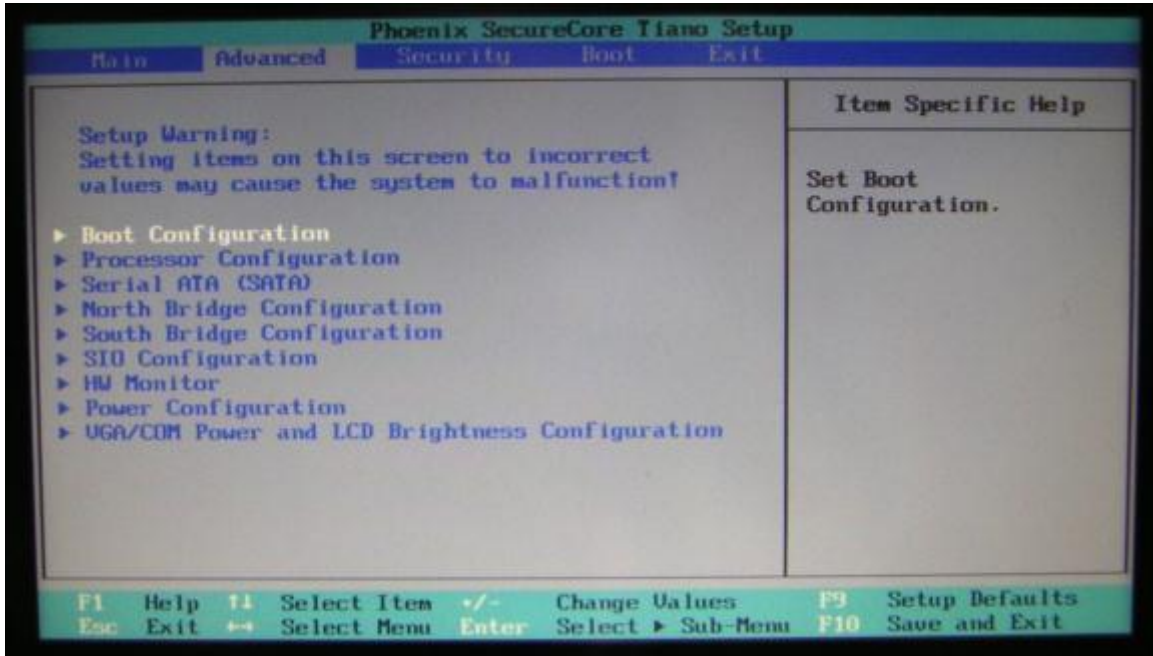 Phoenix SecureCore Tiano Setup
Main Advanced Security Boot Exit
Item Specific Help
Setup Warning:
Setting items on this screen to incorrect
values may cause the system to malfunction!
Set Boot
Configuration.
► Boot Configuration
► Processor Configuration
► Serial ATA (SATA)
► North Bridge Configuration
► South Bridge Configuration
► SIO Configuration
► HW Monitor
► Power Configuration
► VGA/COM Power and LCD Brightness Configuration
F1 Help ↑↓ Select Item +/- Change Values F9 Setup Defaults
Esc Exit ↔ Select Menu Enter Select ► Sub-Menu F10 Save and Exit